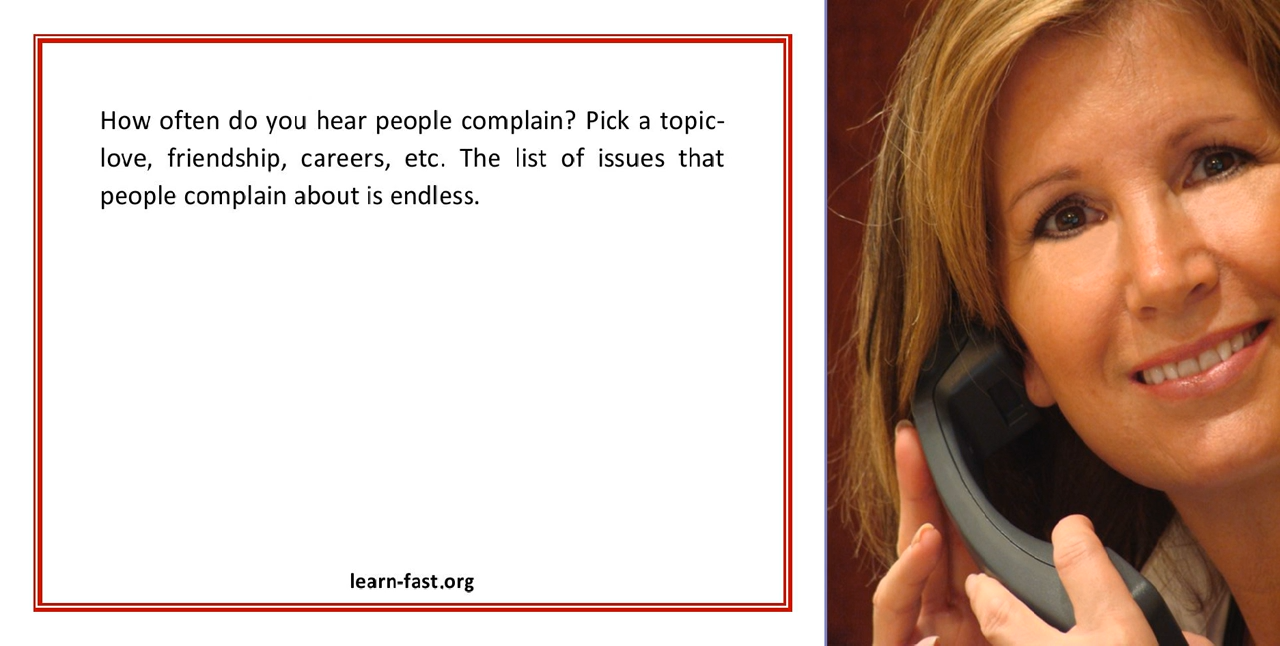 How often do you hear people complain? Pick a topic-
love, friendship, careers, etc. The list of issues that
people complain about is endless.
learn-fast.org